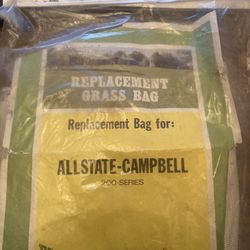 REPLACEMENT
GRASS BAG
Replacement Bag for:
ALLSTATE-CAMPBELL
200 SERIES